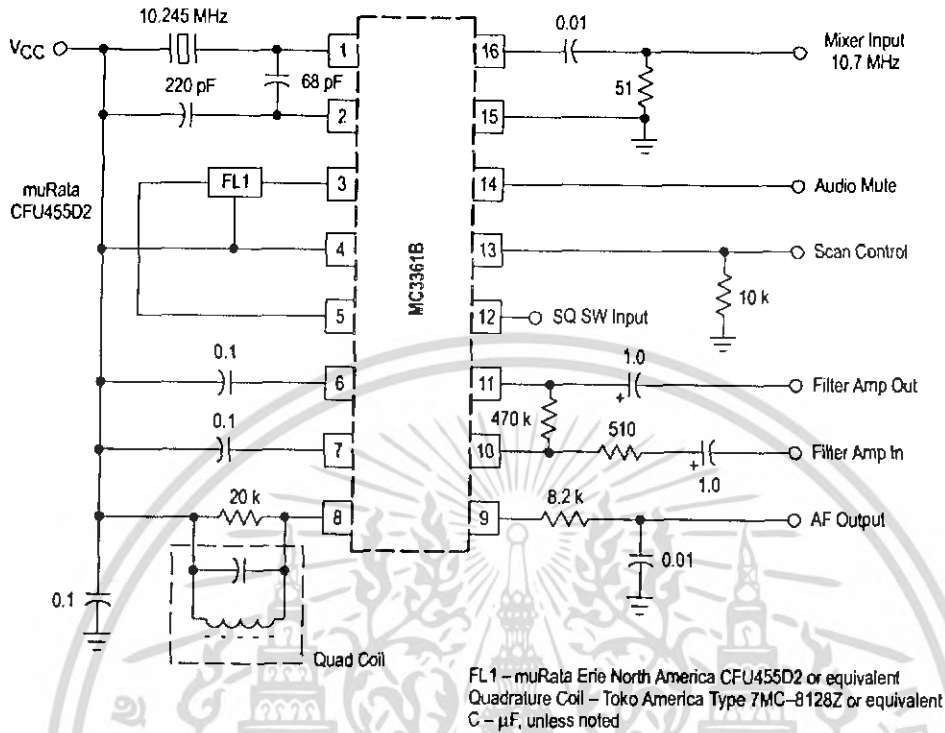 10.245 MHz
VCC
220 pF
68 pF
muRata
CFU455D2
FL1
0.1
0.1
20 k
0.1
Quad Coil
1
2
3
4
5
6
7
8
MC3361B
16
15
14
13
12
11
10
9
0.01
51
Mixer Input
10.7 MHz
Audio Mute
Scan Control
10 k
SQ SW Input
1.0
+
Filter Amp Out
470 k
510
+
1.0
Filter Amp In
8.2 k
AF Output
0.01
FL1 – muRata Erie North America CFU455D2 or equivalent
Quadrature Coil – Toko America Type 7MC–8128Z or equivalent
C – µF, unless noted